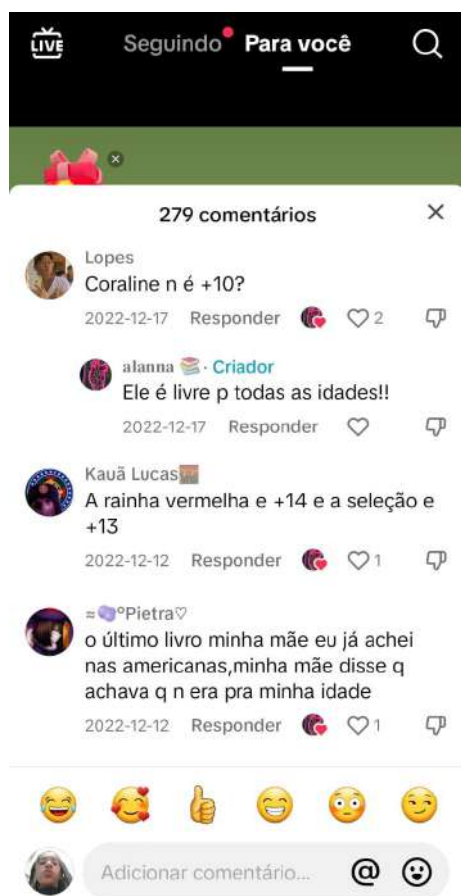 LIVE
Seguindo Para você
279 comentários
Lopes
Coraline n é +10?
2022-12-17 Responder 2
alanna 📚 · Criador
Ele é livre p todas as idades!!
2022-12-17 Responder
Kauã Lucas
A rainha vermelha e +14 e a seleção e
+13
2022-12-12 Responder 1
≈ºPietra♡
o último livro minha mãe eu já achei
nas americanas,minha mãe disse q
achava q n era pra minha idade
2022-12-12 Responder 1
Adicionar comentário... @